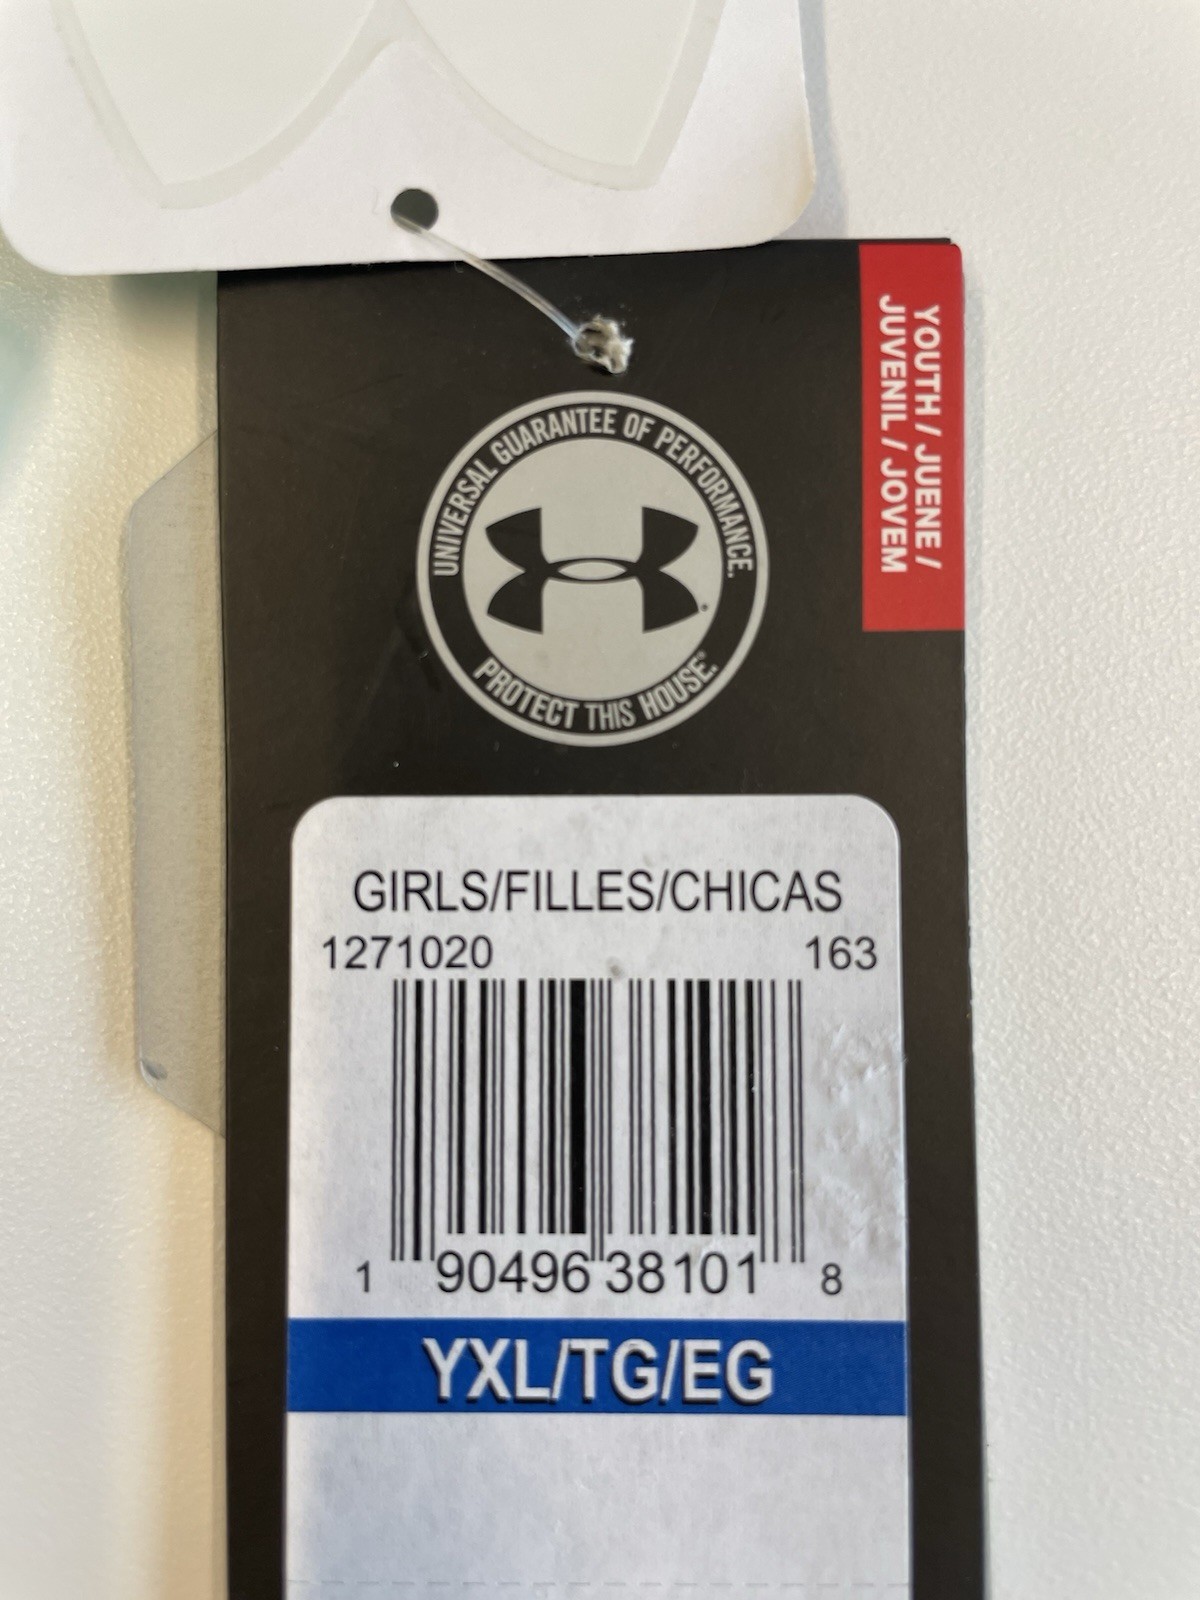 YOUTH / JUENE /
JUVENIL / JOVEM
UNIVERSAL GUARANTEE OF PERFORMANCE.
PROTECT THIS HOUSE.®
GIRLS/FILLES/CHICAS
1271020 163
1 90496 38101 8
YXL/TG/EG